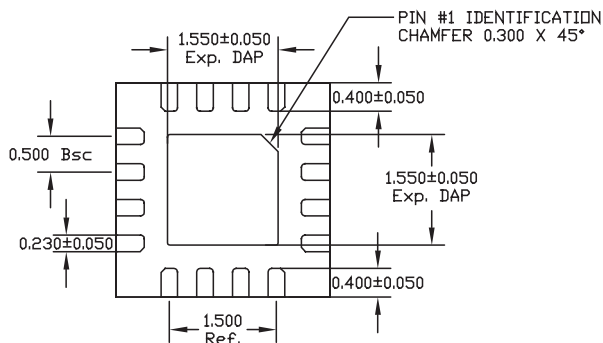 PIN #1 IDENTIFICATION
CHAMFER 0.300 X 45°
1.550±0.050
Exp. DAP
0.400±0.050
0.500 Bsc
1.550±0.050
Exp. DAP
0.230±0.050
0.400±0.050
1.500
Ref.